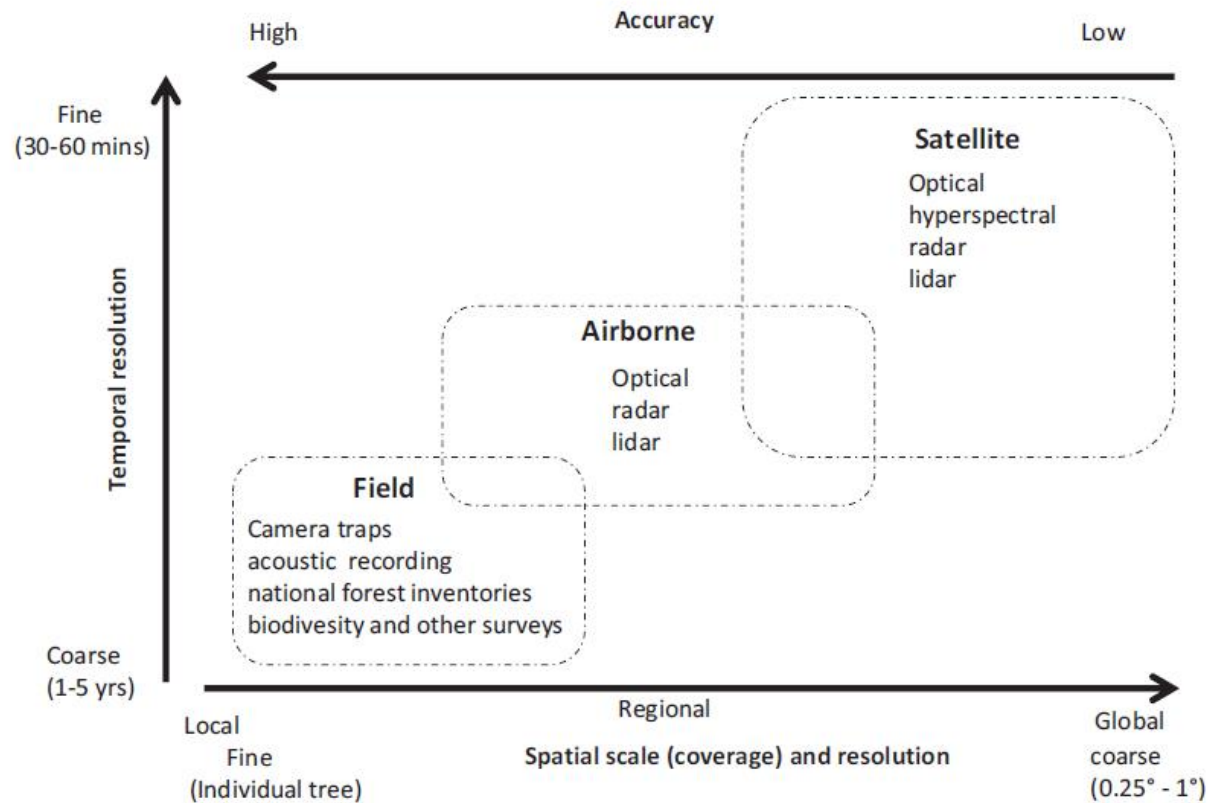 Accuracy
High
Low
Fine
(30-60 mins)
Temporal resolution
Coarse
(1-5 yrs)
Satellite
Optical
hyperspectral
radar
lidar
Airborne
Optical
radar
lidar
Field
Camera traps
acoustic recording
national forest inventories
biodivesity and other surveys
Local
Fine
(Individual tree)
Regional
Spatial scale (coverage) and resolution
Global
coarse
(0.25° - 1°)